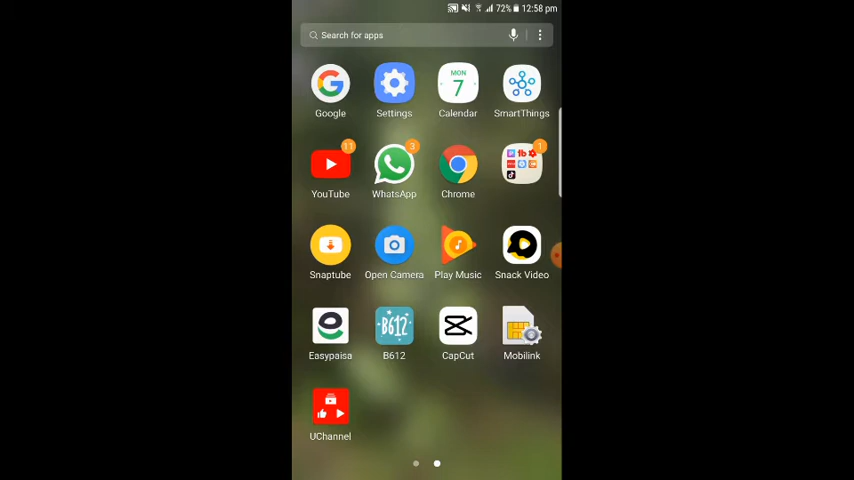 72% 12:58 pm
Search for apps
MON
7
Google
Settings
Calendar
SmartThings
11
3
1
YouTube
WhatsApp
Chrome
Snaptube
Open Camera
Play Music
Snack Video
B612
Easypaisa
B612
CapCut
Mobilink
UChannel